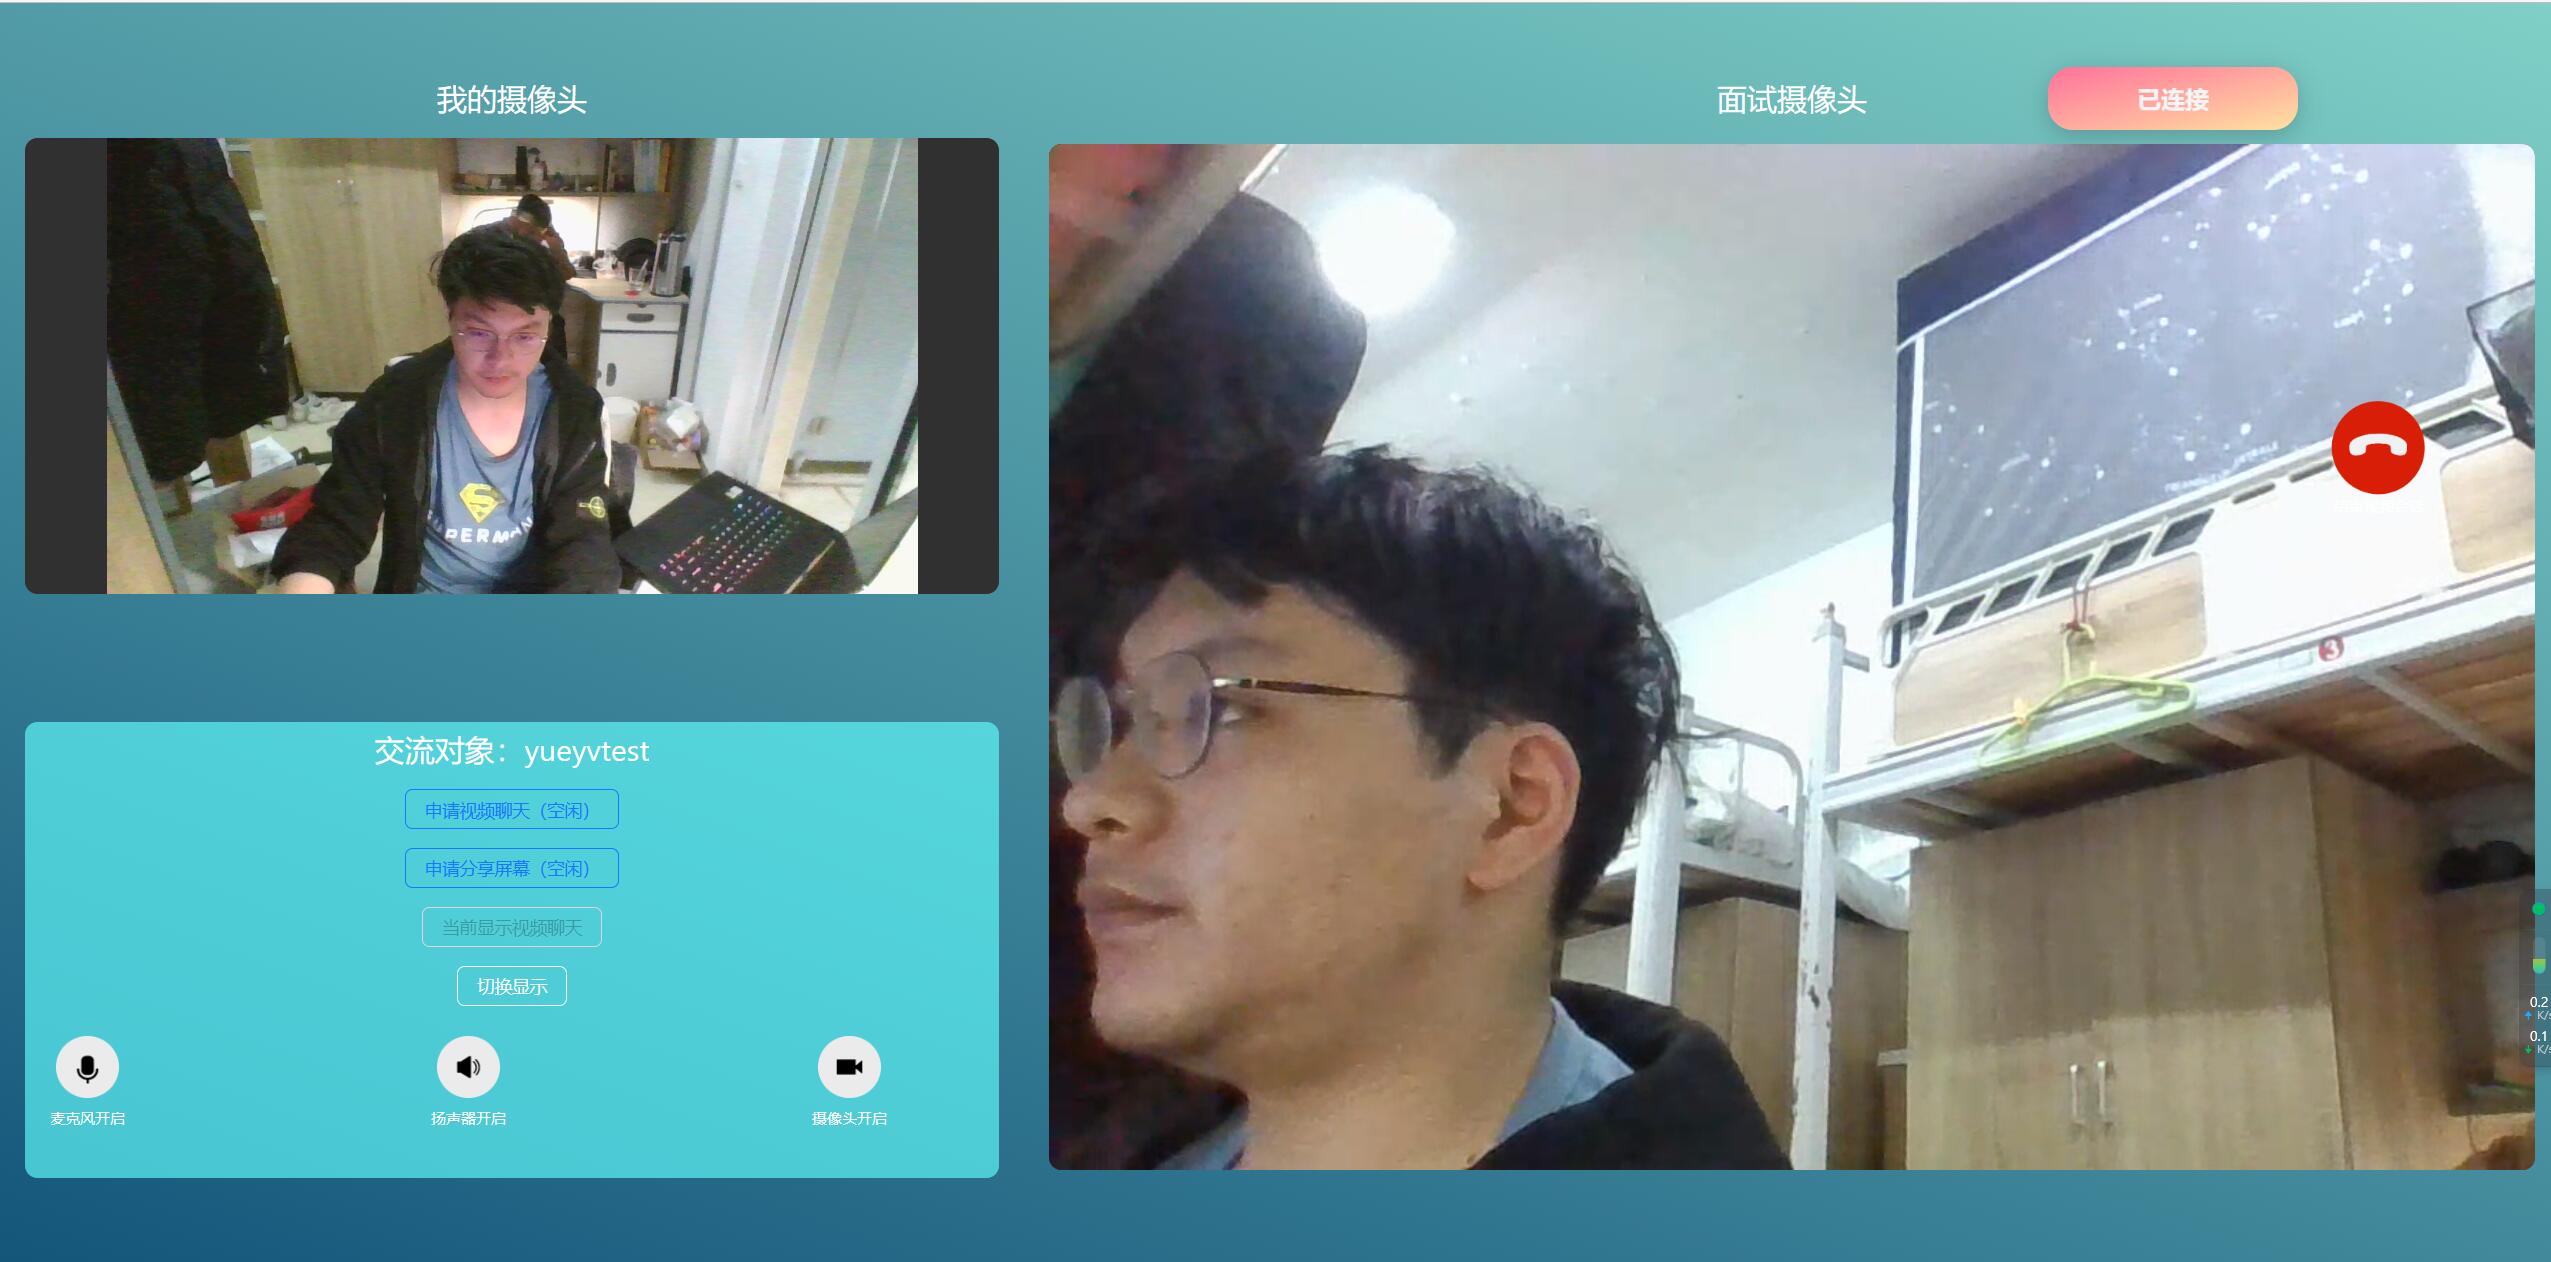 我的摄像头
面试摄像头
已连接
S
UPERM
3
交流对象：yueyvtest
申请视频聊天（空闲）
申请分享屏幕（空闲）
当前显示视频聊天
切换显示
麦克风开启
扬声器开启
摄像头开启
0.2
K/s
0.1
K/s